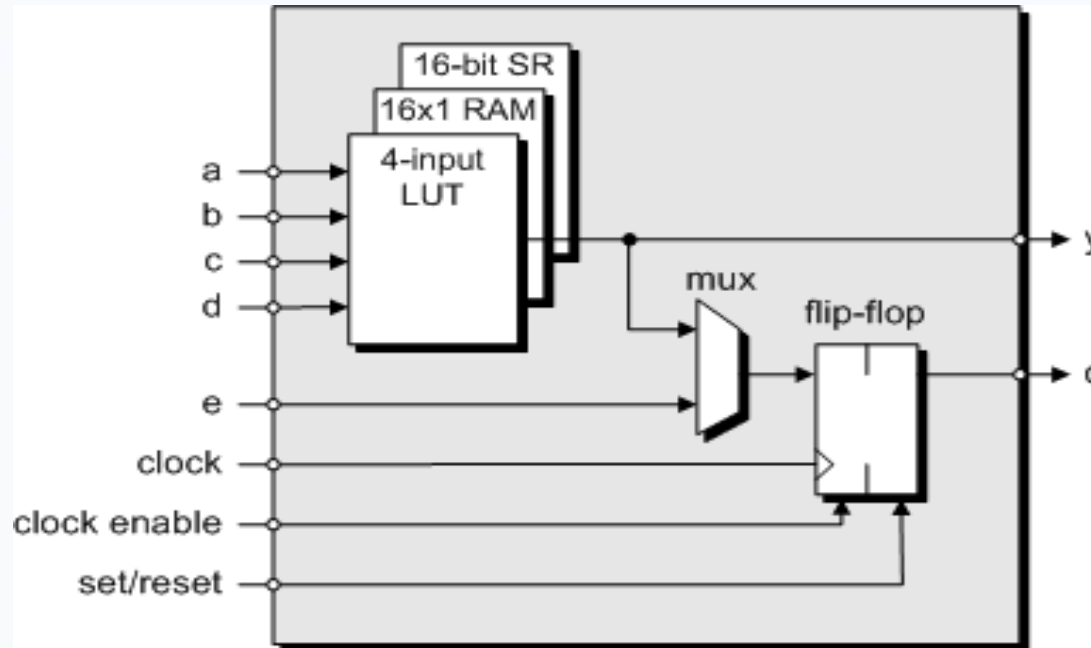 16-bit SR
16x1 RAM
4-input
LUT
a
b
c
d
y
mux
flip-flop
e
clock
clock enable
set/reset